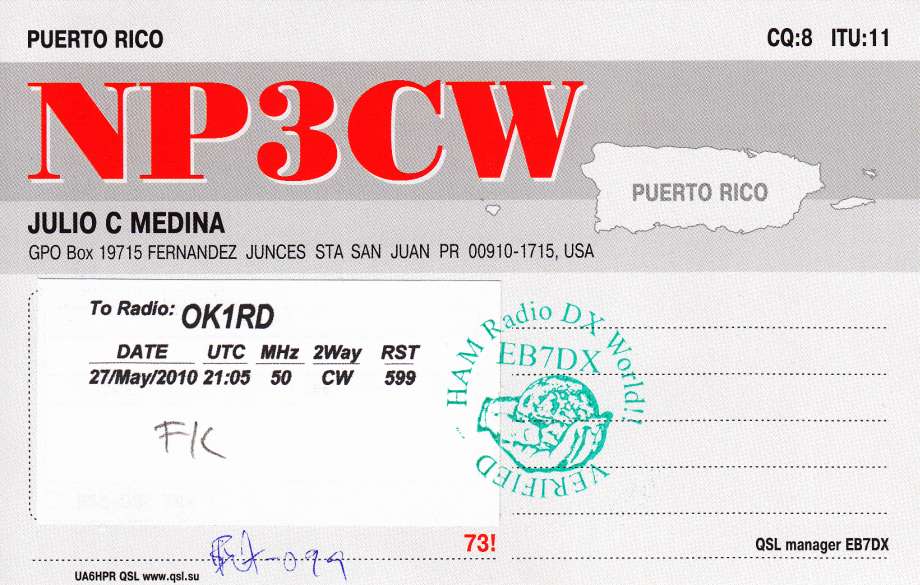 PUERTO RICO
CQ:8 ITU:11
NP3CW
PUERTO RICO
JULIO C MEDINA
GPO Box 19715 FERNANDEZ JUNCES STA SAN JUAN PR 00910-1715, USA
To Radio: OK1RD
DATE UTC MHz 2Way RST
27/May/2010 21:05 50 CW 599
F/K
HAM Radio DX World!!
EB7DX
VERIFIED
73!
QSL manager EB7DX
UA6HPR QSL www.qsl.su